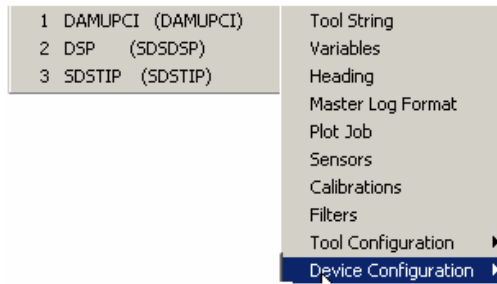 1 DAMUPCI (DAMUPCI)
2 DSP (SDSDSP)
3 SDSTIP (SDSTIP)
Tool String
Variables
Heading
Master Log Format
Plot Job
Sensors
Calibrations
Filters
Tool Configuration
Device Configuration